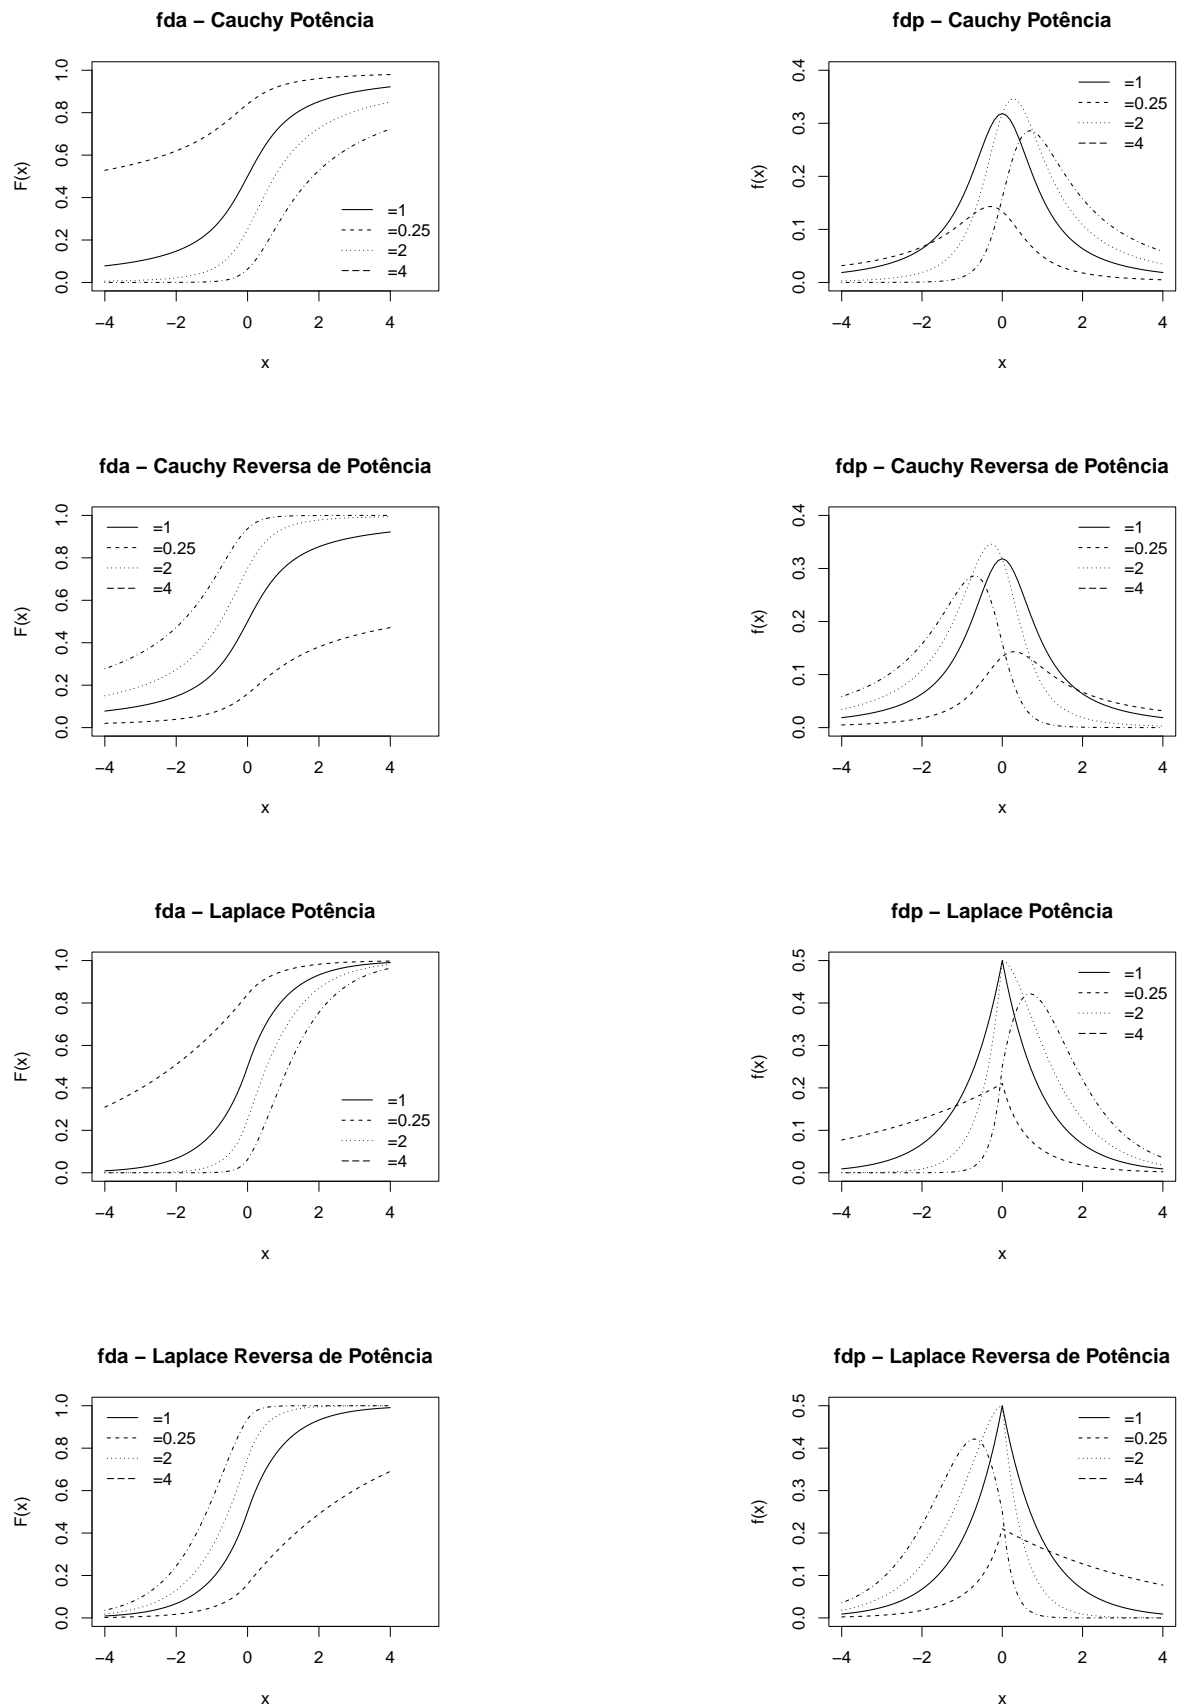 fda – Cauchy Potência
F(x)
0.0 0.2 0.4 0.6 0.8 1.0
=1
=0.25
=2
=4
−4 −2 0 2 4
x
fdp – Cauchy Potência
f(x)
0.0 0.1 0.2 0.3 0.4
=1
=0.25
=2
=4
−4 −2 0 2 4
x
fda – Cauchy Reversa de Potência
F(x)
0.0 0.2 0.4 0.6 0.8 1.0
=1
=0.25
=2
=4
−4 −2 0 2 4
x
fdp – Cauchy Reversa de Potência
f(x)
0.0 0.1 0.2 0.3 0.4
=1
=0.25
=2
=4
−4 −2 0 2 4
x
fda – Laplace Potência
F(x)
0.0 0.2 0.4 0.6 0.8 1.0
=1
=0.25
=2
=4
−4 −2 0 2 4
x
fdp – Laplace Potência
f(x)
0.0 0.1 0.2 0.3 0.4 0.5
=1
=0.25
=2
=4
−4 −2 0 2 4
x
fda – Laplace Reversa de Potência
F(x)
0.0 0.2 0.4 0.6 0.8 1.0
=1
=0.25
=2
=4
−4 −2 0 2 4
x
fdp – Laplace Reversa de Potência
f(x)
0.0 0.1 0.2 0.3 0.4 0.5
=1
=0.25
=2
=4
−4 −2 0 2 4
x